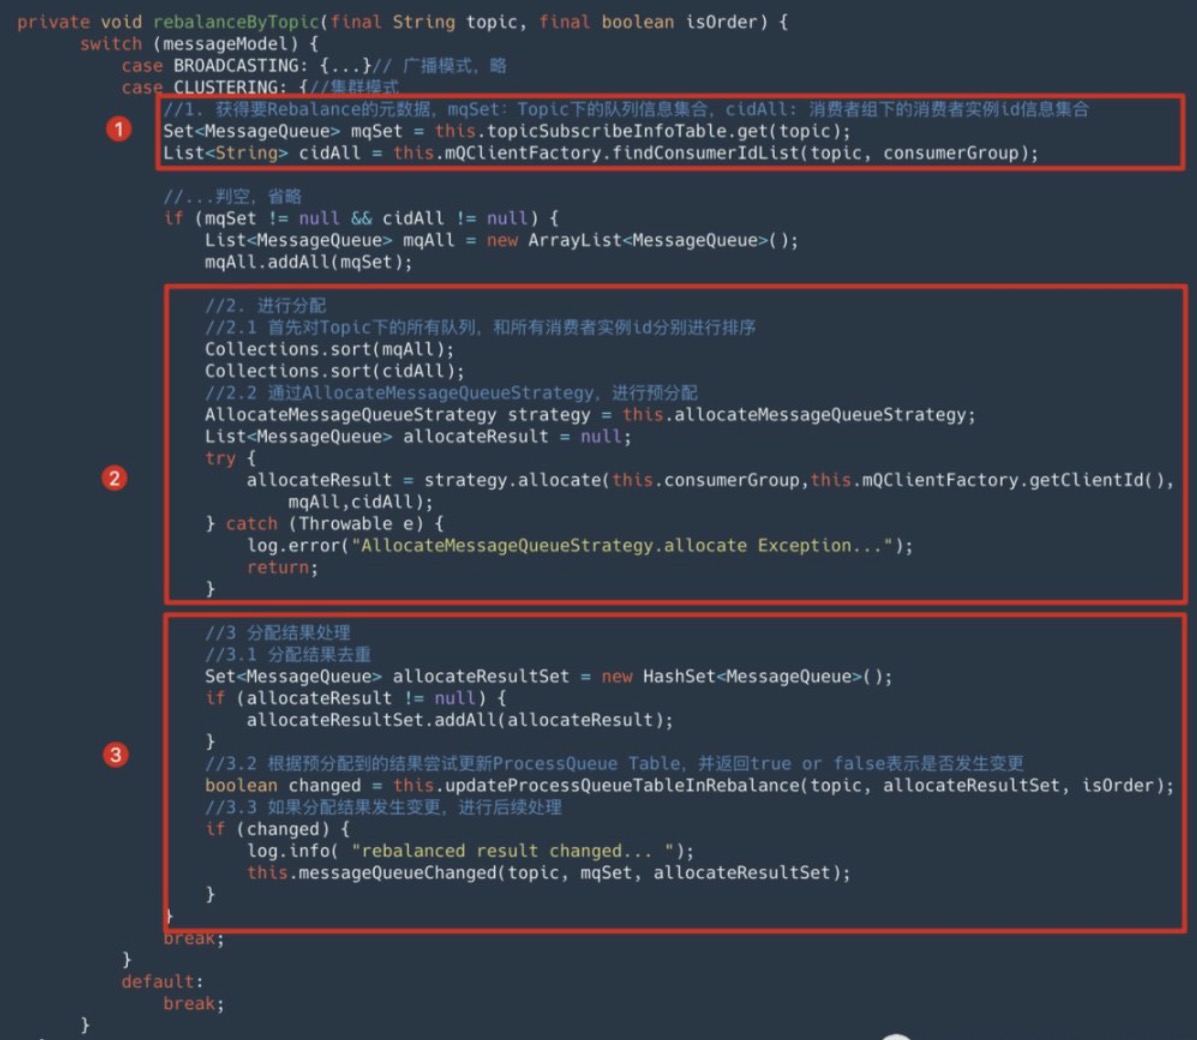 private void rebalanceByTopic(final String topic, final boolean isOrder) {
switch (messageModel) {
case BROADCASTING: {...}// 广播模式，略
case CLUSTERING: {//集群模式
//1. 获得要Rebalance的元数据，mqSet：Topic下的队列信息集合，cidAll: 消费者组下的消费者实例id信息集合
1
Set<MessageQueue> mqSet = this.topicSubscribeInfoTable.get(topic);
List<String> cidAll = this.mQClientFactory.findConsumerIdList(topic, consumerGroup);
//...判空，省略
if (mqSet != null && cidAll != null) {
List<MessageQueue> mqAll = new ArrayList<MessageQueue>();
mqAll.addAll(mqSet);
//2. 进行分配
//2.1 首先对Topic下的所有队列，和所有消费者实例id分别进行排序
Collections.sort(mqAll);
Collections.sort(cidAll);
//2.2 通过AllocateMessageQueueStrategy，进行预分配
AllocateMessageQueueStrategy strategy = this.allocateMessageQueueStrategy;
List<MessageQueue> allocateResult = null;
try {
2
allocateResult = strategy.allocate(this.consumerGroup,this.mQClientFactory.getClientId(),
mqAll,cidAll);
} catch (Throwable e) {
log.error("AllocateMessageQueueStrategy.allocate Exception...");
return;
}
//3 分配结果处理
//3.1 分配结果去重
Set<MessageQueue> allocateResultSet = new HashSet<MessageQueue>();
if (allocateResult != null) {
allocateResultSet.addAll(allocateResult);
}
3
//3.2 根据预分配到的结果尝试更新ProcessQueue Table，并返回true or false表示是否发生变更
boolean changed = this.updateProcessQueueTableInRebalance(topic, allocateResultSet, isOrder);
//3.3 如果分配结果发生变更，进行后续处理
if (changed) {
log.info( "rebalanced result changed... ");
this.messageQueueChanged(topic, mqSet, allocateResultSet);
}
}
break;
}
default:
break;
}